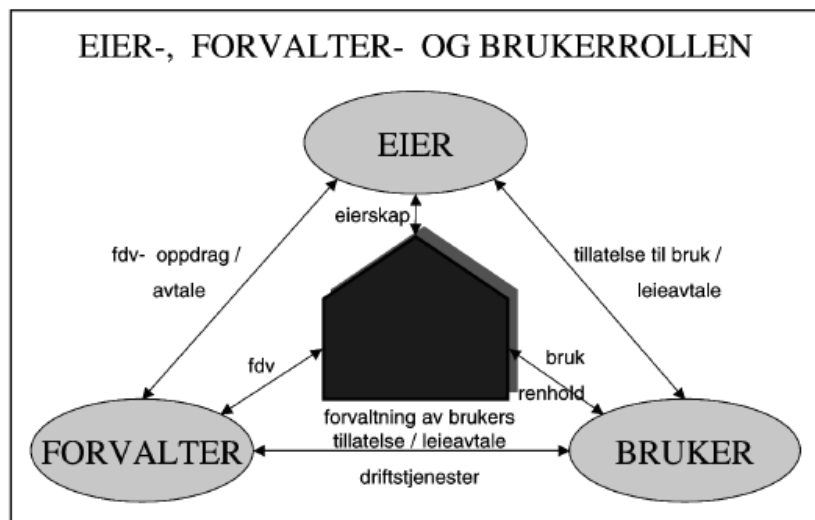 EIER-, FORVALTER- OG BRUKERROLLEN
EIER
eierskap
fdv- oppdrag /
avtale
tillatelse til bruk /
leieavtale
fdv
bruk
renhold
forvaltning av brukers
tillatelse / leieavtale
FORVALTER
BRUKER
driftstjenester